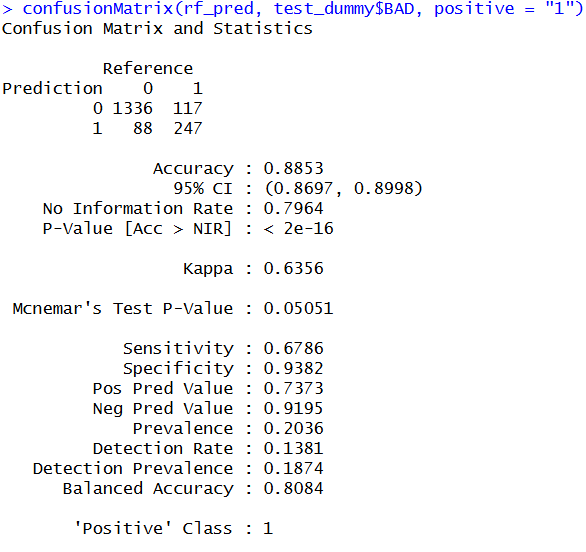 > confusionMatrix(rf_pred, test_dummy$BAD, positive = "1")
Confusion Matrix and Statistics
Reference
Prediction 0 1
0 1336 117
1 88 247
Accuracy : 0.8853
95% CI : (0.8697, 0.8998)
No Information Rate : 0.7964
P-Value [Acc > NIR] : < 2e-16
Kappa : 0.6356
Mcnemar's Test P-Value : 0.05051
Sensitivity : 0.6786
Specificity : 0.9382
Pos Pred Value : 0.7373
Neg Pred Value : 0.9195
Prevalence : 0.2036
Detection Rate : 0.1381
Detection Prevalence : 0.1874
Balanced Accuracy : 0.8084
'Positive' Class : 1